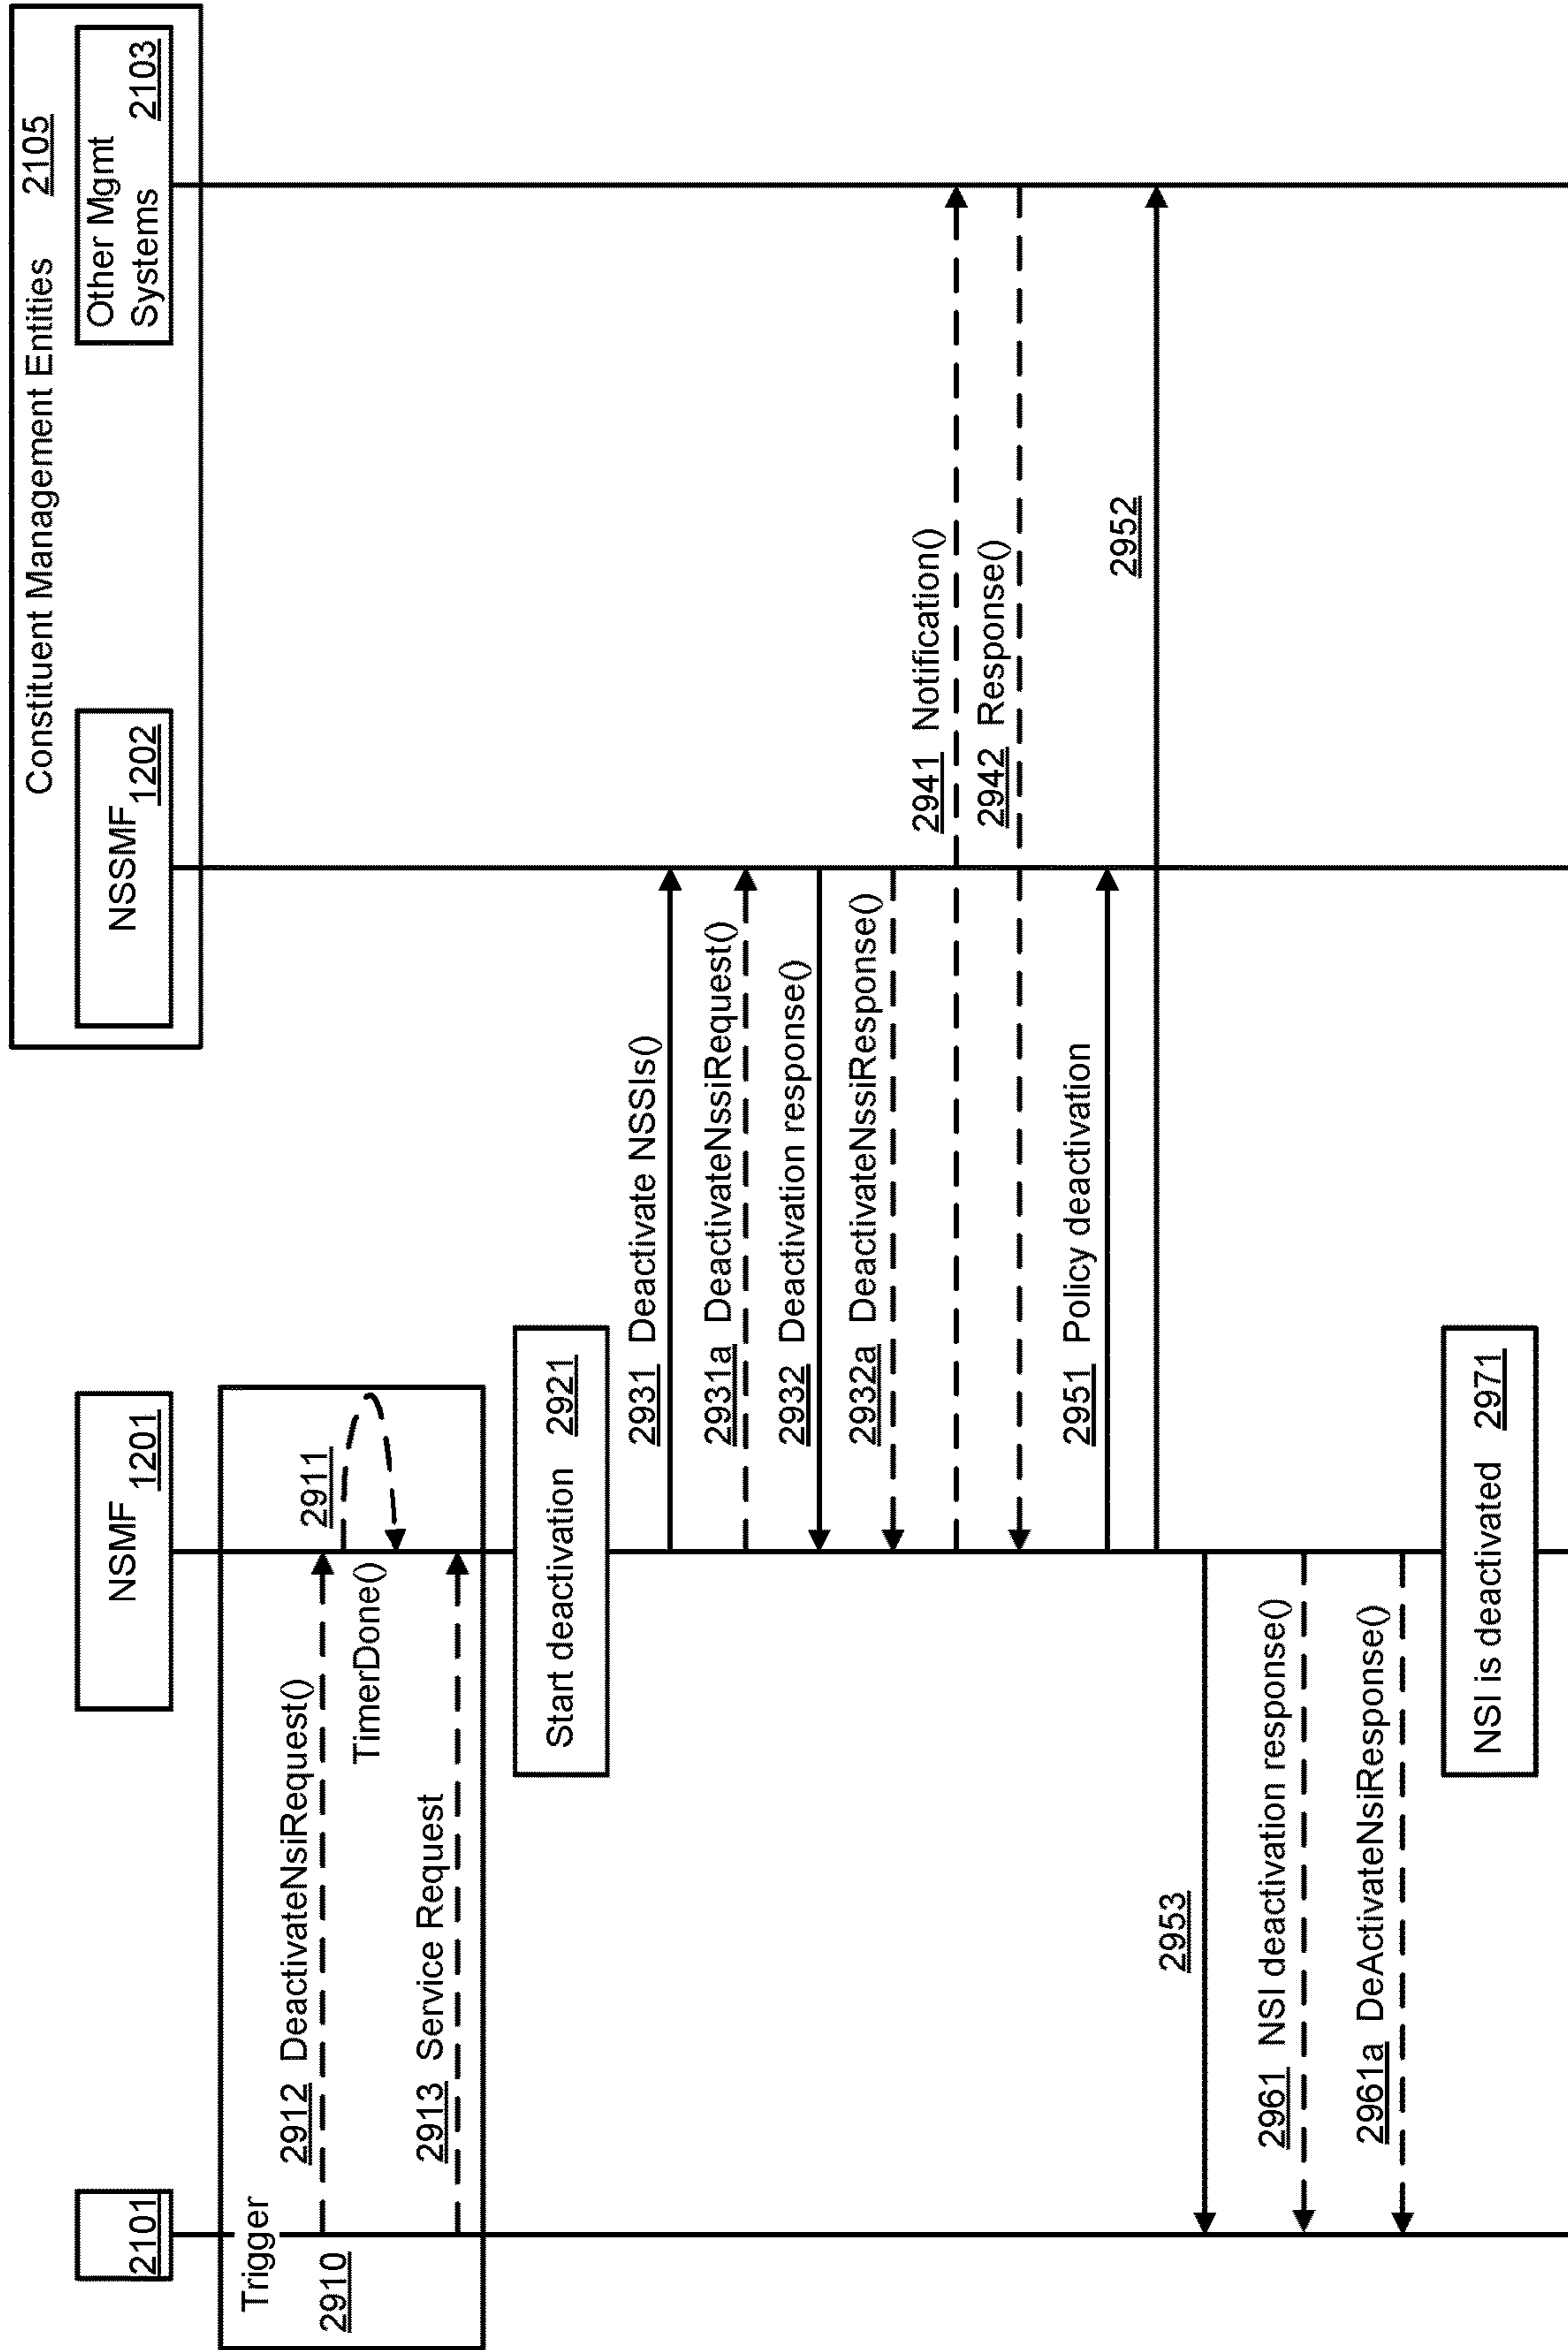 Constituent Management Entities 2105
2101
NSMF 1201
NSSMF 1202
Other Mgmt
Systems 2103
Trigger
2910
2912 DeactivateNsiRequest()
2911
TimerDone()
2913 Service Request
Start deactivation 2921
2931 Deactivate NSSIs()
2931a DeactivateNssiRequest()
2932 Deactivation response()
2932a DeactivateNssiResponse()
2941 Notification()
2942 Response()
2951 Policy deactivation
2952
2953
2961 NSI deactivation response()
2961a DeActivateNsiResponse()
NSI is deactivated 2971